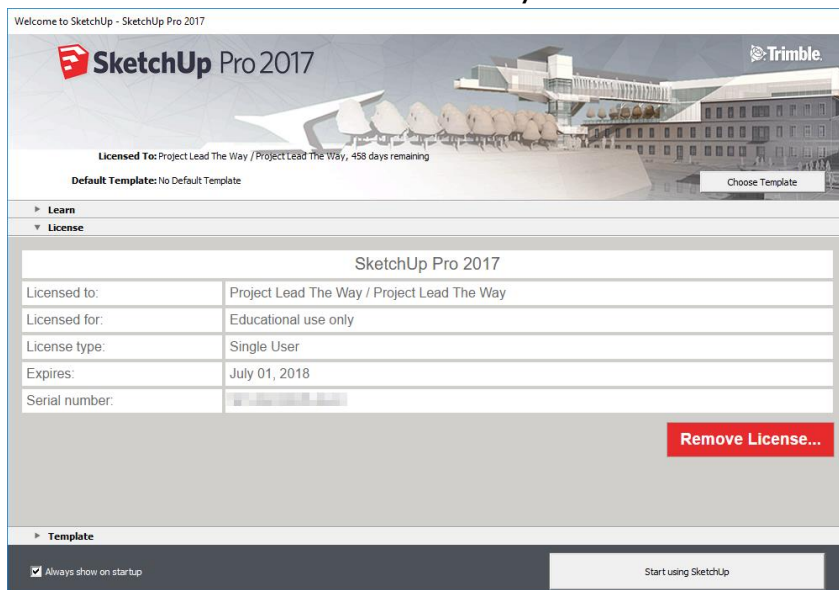 Welcome to SketchUp - SketchUp Pro 2017
SketchUp Pro 2017
Trimble.
Licensed To: Project Lead The Way / Project Lead The Way, 458 days remaining
Default Template: No Default Template
Choose Template
Learn
License
SketchUp Pro 2017
Licensed to: Project Lead The Way / Project Lead The Way
Licensed for: Educational use only
License type: Single User
Expires: July 01, 2018
Serial number:
Remove License...
Template
Always show on startup
Start using SketchUp